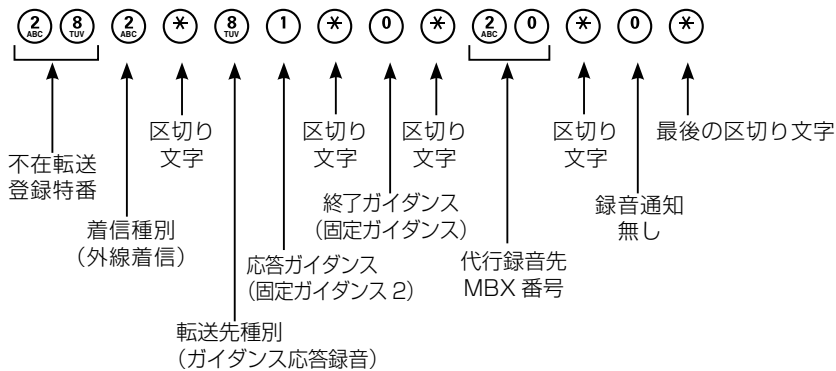 2 ABC 8 TUV 2 ABC * 8 TUV 1 * 0 * 2 ABC 0 * 0 *
不在転送
登録特番
着信種別
（外線着信）
区切り
文字
転送先種別
（ガイダンス応答録音）
応答ガイダンス
（固定ガイダンス 2）
区切り
文字
終了ガイダンス
（固定ガイダンス）
区切り
文字
代行録音先
MBX 番号
区切り
文字
録音通知
無し
最後の区切り文字